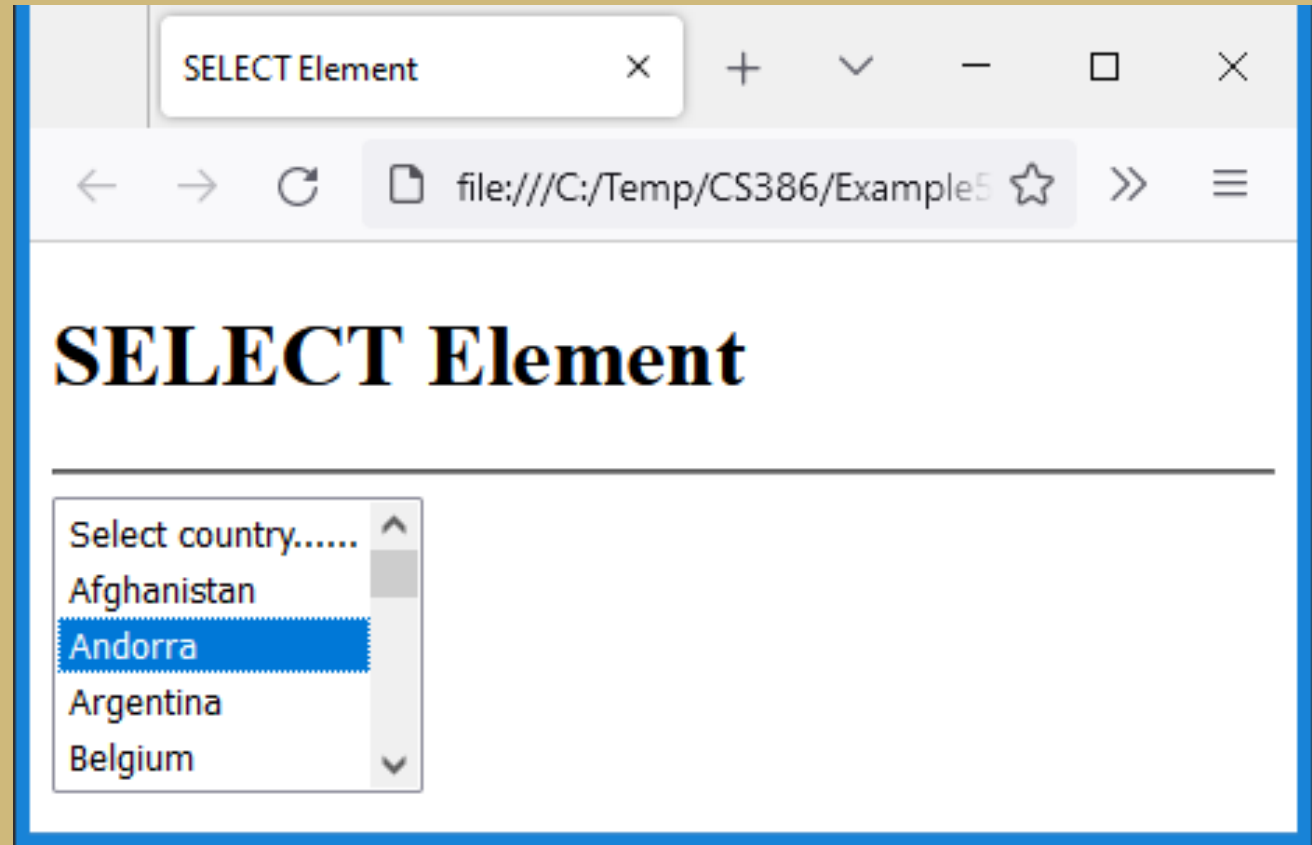 SELECT Element
file:///C:/Temp/CS386/Example5
SELECT Element
Select country......
Afghanistan
Andorra
Argentina
Belgium